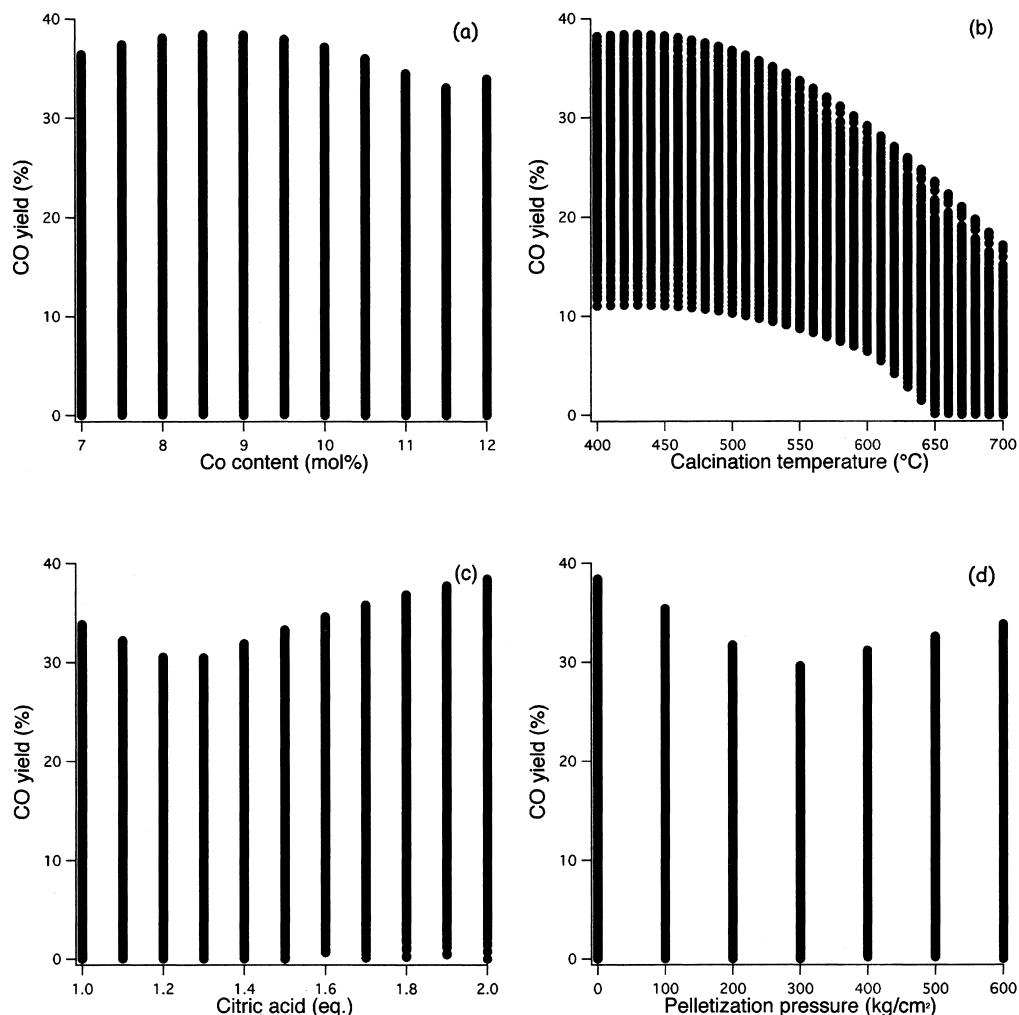 (a)
40
30
20
10
0
CO yield (%)
7 8 9 10 11 12
Co content (mol%)
(b)
40
30
20
10
0
CO yield (%)
400 450 500 550 600 650 700
Calcination temperature (°C)
(c)
40
30
20
10
0
CO yield (%)
1.0 1.2 1.4 1.6 1.8 2.0
Citric acid (eq.)
(d)
40
30
20
10
0
CO yield (%)
0 100 200 300 400 500 600
Pelletization pressure (kg/cm²)